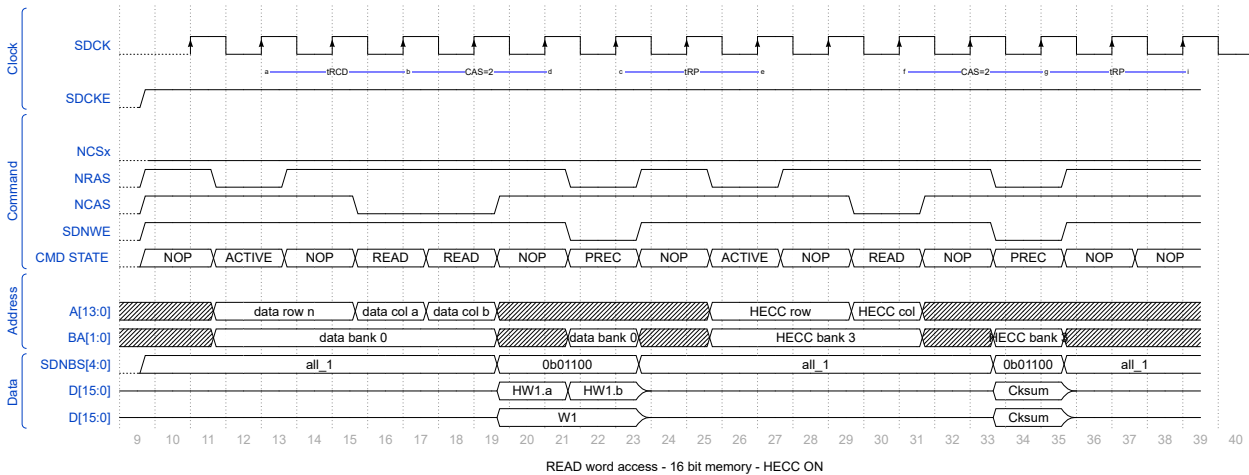 Clock
SDCK
a tRCD b CAS=2 d c tRP e f CAS=2 g tRP i
SDCKE
Command
NCSx
NRAS
NCAS
SDNWE
CMD STATE NOP ACTIVE NOP READ READ NOP PREC NOP ACTIVE NOP READ NOP PREC NOP NOP
Address
A[13:0] data row n data col a data col b HECC row HECC col
BA[1:0] data bank 0 data bank 0 HECC bank 3 HECC bank 3
Data
SDNBS[4:0] all_1 0b01100 all_1 0b01100 all_1
D[15:0] HW1.a HW1.b Cksum
D[15:0] W1 Cksum
9 10 11 12 13 14 15 16 17 18 19 20 21 22 23 24 25 26 27 28 29 30 31 32 33 34 35 36 37 38 39 40
READ word access - 16 bit memory - HECC ON